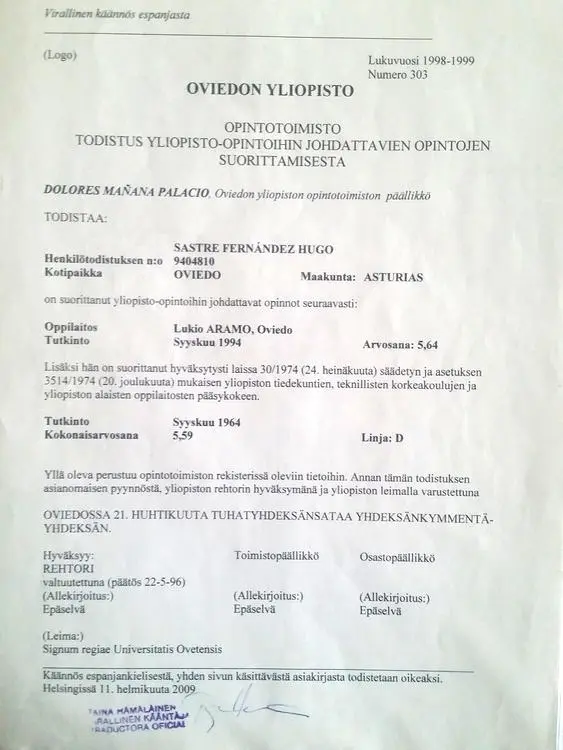 Virallinen käännös espanjasta
(Logo)
Lukuvuosi 1998-1999
Numero 303
OVIEDON YLIOPISTO
OPINTOTOIMISTO
TODISTUS YLIOPISTO-OPINTOIHIN JOHDATTAVIEN OPINTOJEN
SUORITTAMISESTA
DOLORES MAÑANA PALACIO, Oviedon yliopiston opintotoimiston päällikkö
TODISTAA:
SASTRE FERNÁNDEZ HUGO
Henkilötodistuksen n:o 9404810
Kotipaikka OVIEDO Maakunta: ASTURIAS
on suorittanut yliopisto-opintoihin johdattavat opinnot seuraavasti:
Oppilaitos Lukio ARAMO, Oviedo
Tutkinto Syyskuu 1994 Arvosana: 5,64
Lisäksi hän on suorittanut hyväksytysti laissa 30/1974 (24. heinäkuuta) säädetyn ja asetuksen
3514/1974 (20. joulukuuta) mukaisen yliopiston tiedekuntien, teknillisten korkeakoulujen ja
yliopiston alaisten oppilaitosten pääsykokeen.
Tutkinto Syyskuu 1964
Kokonaisarvosana 5,59 Linja: D
Yllä oleva perustuu opintotoimiston rekisterissä oleviin tietoihin. Annan tämän todistuksen
asianomaisen pyynnöstä, yliopiston rehtorin hyväksymänä ja yliopiston leimalla varustettuna
OVIEDOSSA 21. HUHTIKUUTA TUHATYHDEKSÄNSATAA YHDEKSÄNKYMMENTÄ-
YHDEKSÄN.
Hyväksyy: Toimistopäällikkö Osastopäällikkö
REHTORI
valtuutettuna (päätös 22-5-96)
(Allekirjoitus:) (Allekirjoitus:) (Allekirjoitus:)
Epäselvä Epäselvä Epäselvä
(Leima:)
Signum regiae Universitatis Ovetensis
Käännös espanjankielisestä, yhden sivun käsittävästä asiakirjasta todistetaan oikeaksi.
Helsingissä 11. helmikuuta 2009
TAINA HÄMÄLÄINEN
VIRALLINEN KÄÄNTÄJÄ
TRADUCTORA OFICIAL